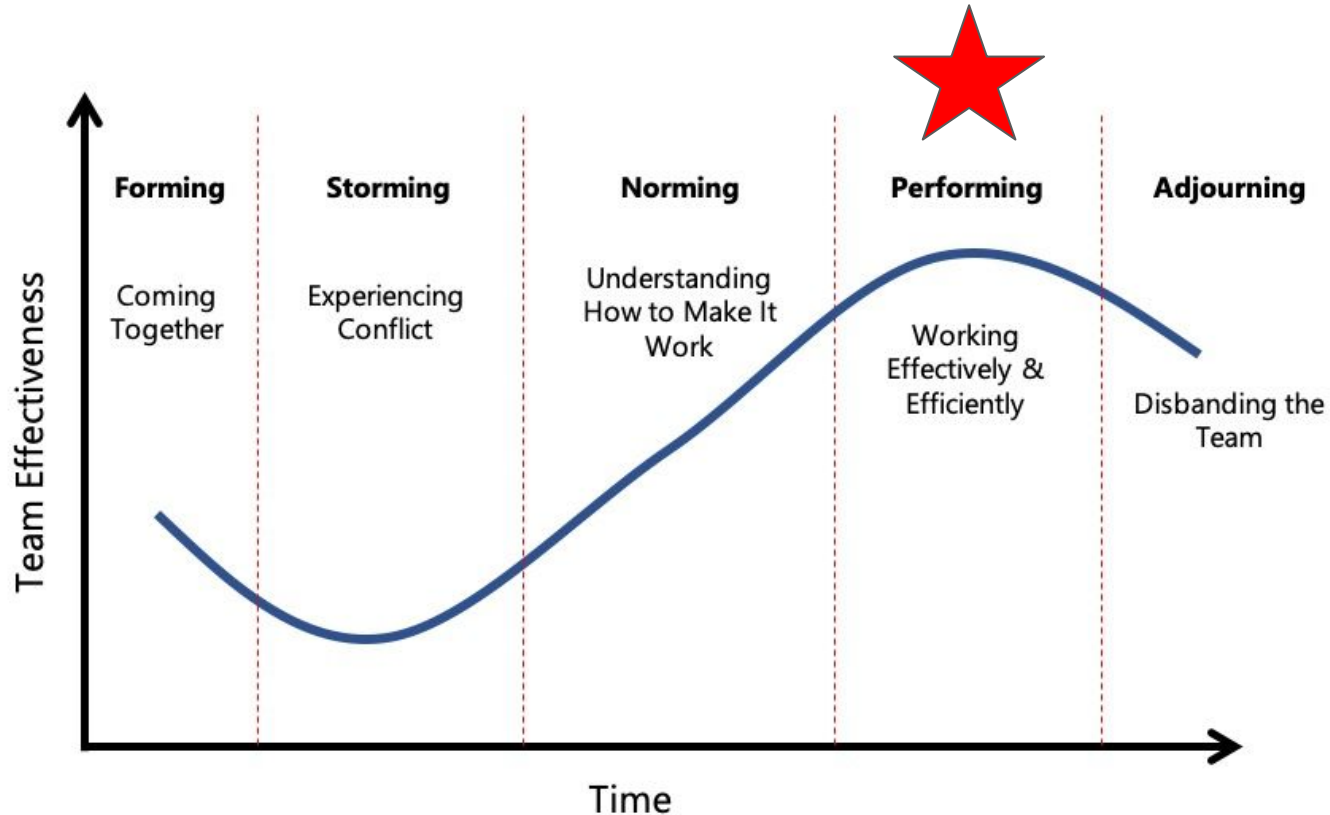 Forming
Storming
Norming
Performing
Adjourning
Coming
Together
Experiencing
Conflict
Understanding
How to Make It
Work
Working
Effectively &
Efficiently
Disbanding the
Team
Team Effectiveness
Time